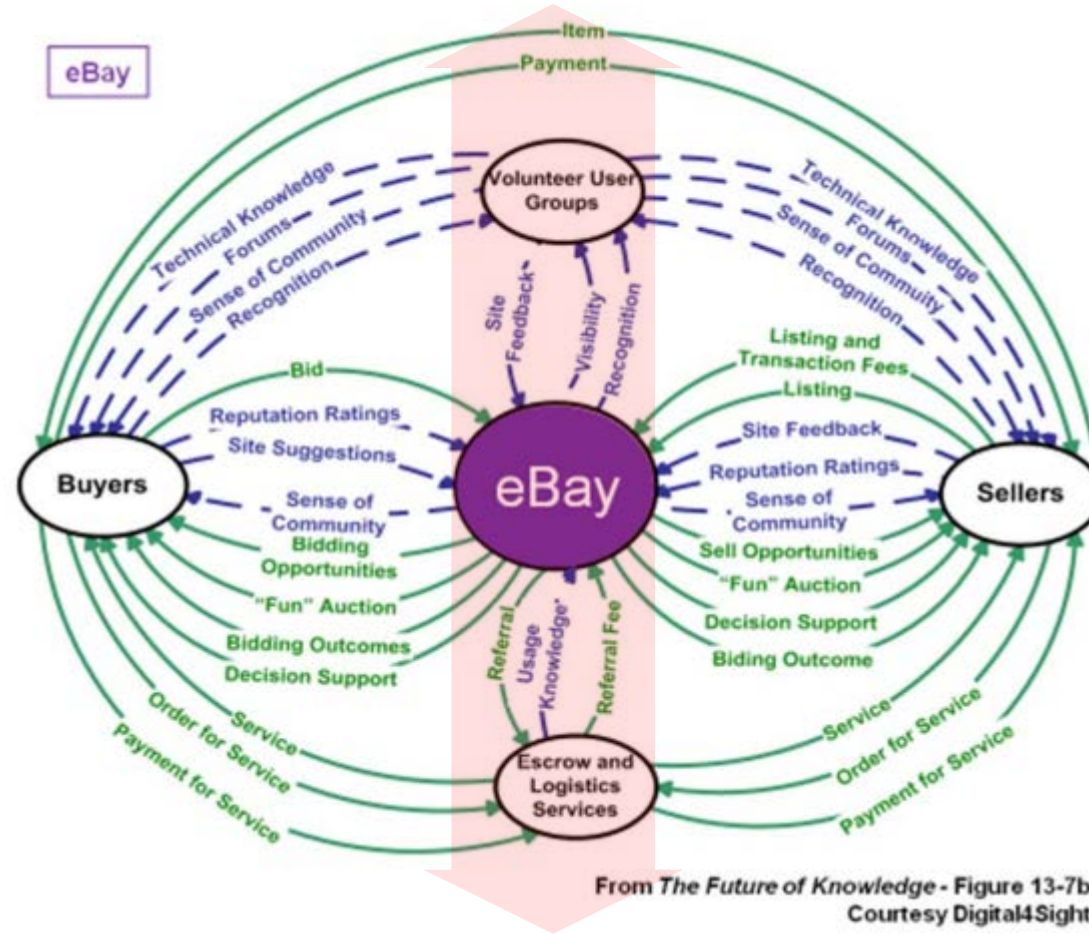 eBay
Item
Payment
Volunteer User
Groups
Technical Knowledge
Forums
Sense of Community
Recognition
Technical Knowledge
Forums
Sense of Commuity
Recognition
Site
Feedback
Visibility
Recognition
Bid
Reputation Ratings
Site Suggestions
Sense of
Community
Bidding
Opportunities
"Fun" Auction
Bidding Outcomes
Decision Support
Buyers
eBay
Sellers
Listing and
Transaction Fees
Listing
Site Feedback
Reputation Ratings
Sense of
Community
Sell Opportunities
"Fun" Auction
Decision Support
Biding Outcome
Referral
Usage
Knowledge
Referral Fee
Escrow and
Logistics
Services
Service
Order for Service
Payment for Service
Service
Order for Service
Payment for Service
From The Future of Knowledge - Figure 13-7b
Courtesy Digital4Sight